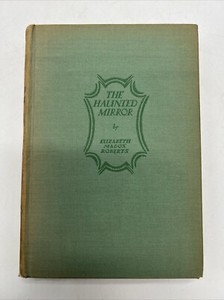 THE
HAUNTED
MIRROR
by
ELIZABETH
MADOX
ROBERTS